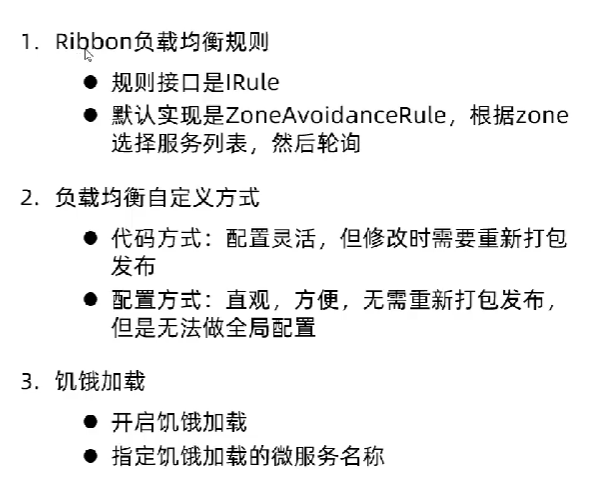 1. Ribbon负载均衡规则
● 规则接口是IRule
● 默认实现是ZoneAvoidanceRule，根据zone
选择服务列表，然后轮询
2. 负载均衡自定义方式
● 代码方式：配置灵活，但修改时需要重新打包
发布
● 配置方式：直观，方便，无需重新打包发布，
但是无法做全局配置
3. 饥饿加载
● 开启饥饿加载
● 指定饥饿加载的微服务名称